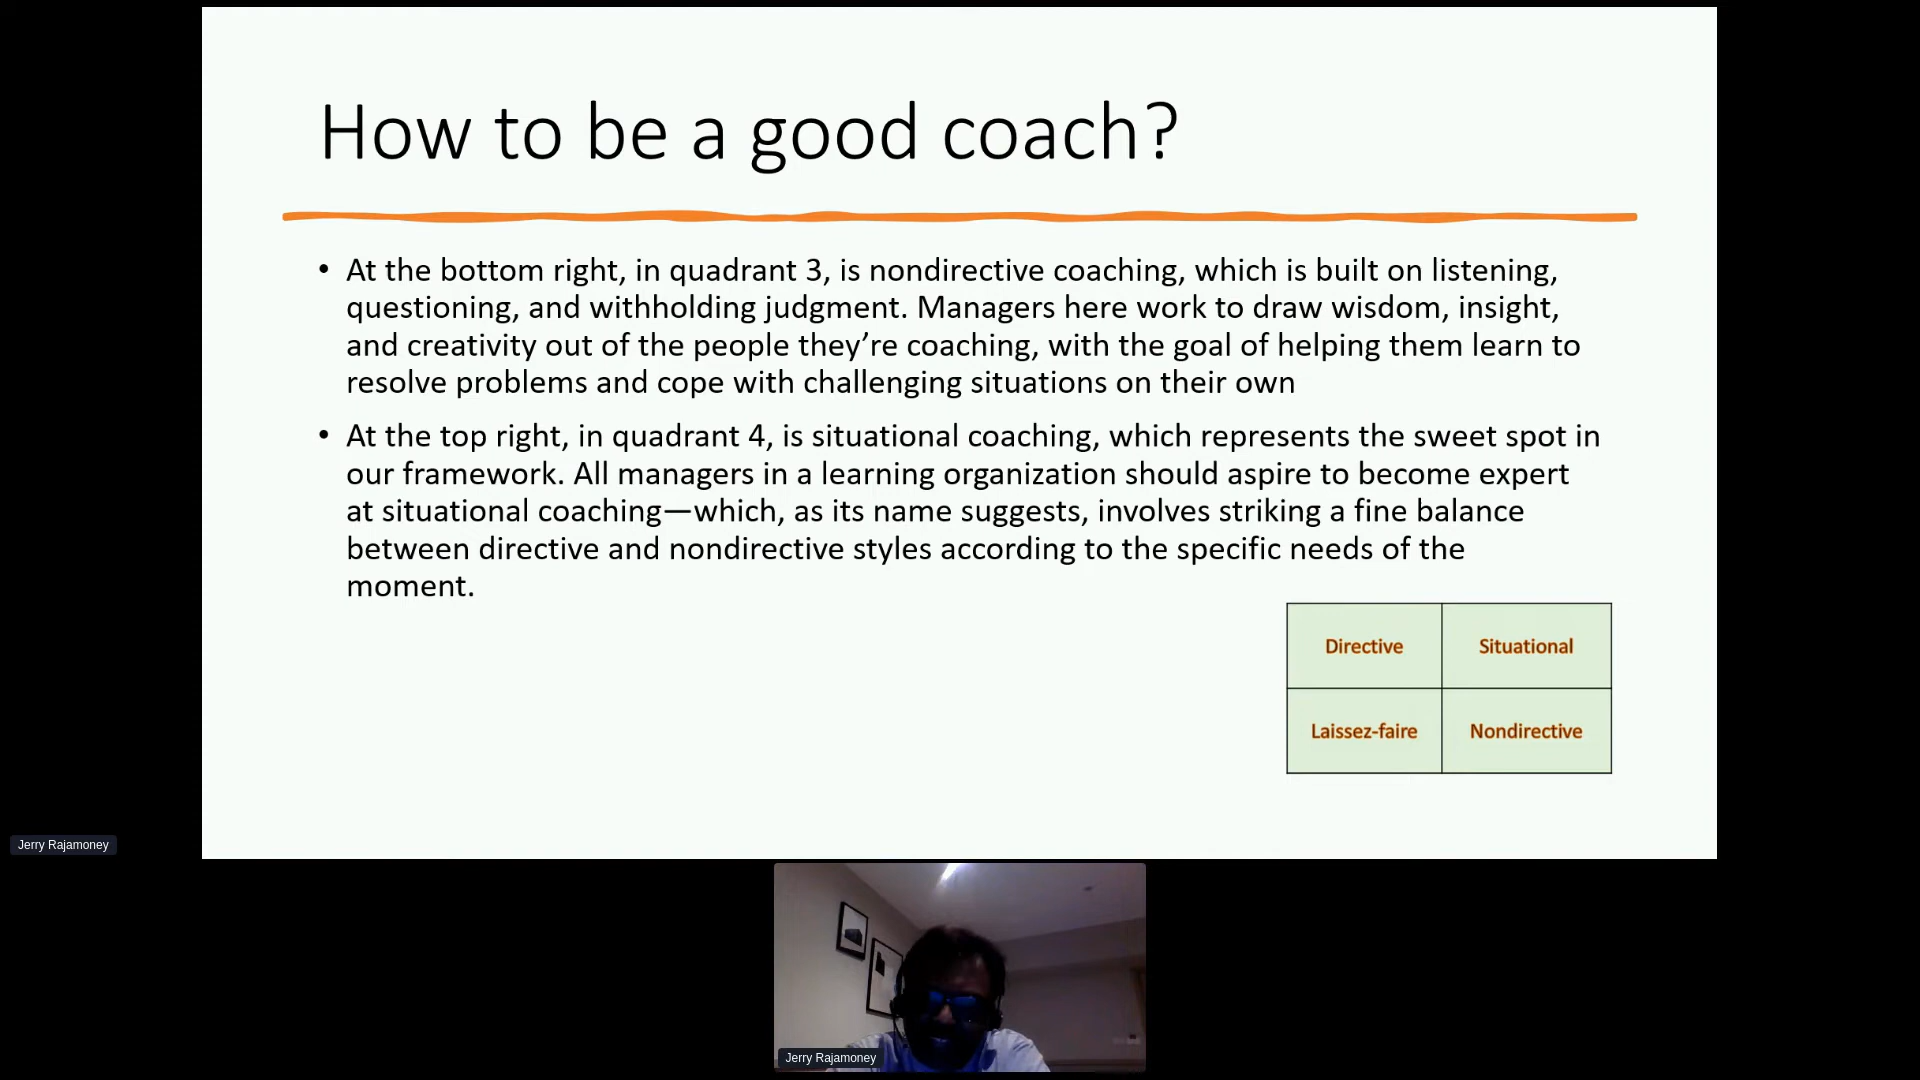 How to be a good coach?
• At the bottom right, in quadrant 3, is nondirective coaching, which is built on listening,
questioning, and withholding judgment. Managers here work to draw wisdom, insight,
and creativity out of the people they’re coaching, with the goal of helping them learn to
resolve problems and cope with challenging situations on their own
• At the top right, in quadrant 4, is situational coaching, which represents the sweet spot in
our framework. All managers in a learning organization should aspire to become expert
at situational coaching—which, as its name suggests, involves striking a fine balance
between directive and nondirective styles according to the specific needs of the
moment.
Directive
Situational
Laissez-faire
Nondirective
Jerry Rajamoney
Jerry Rajamoney